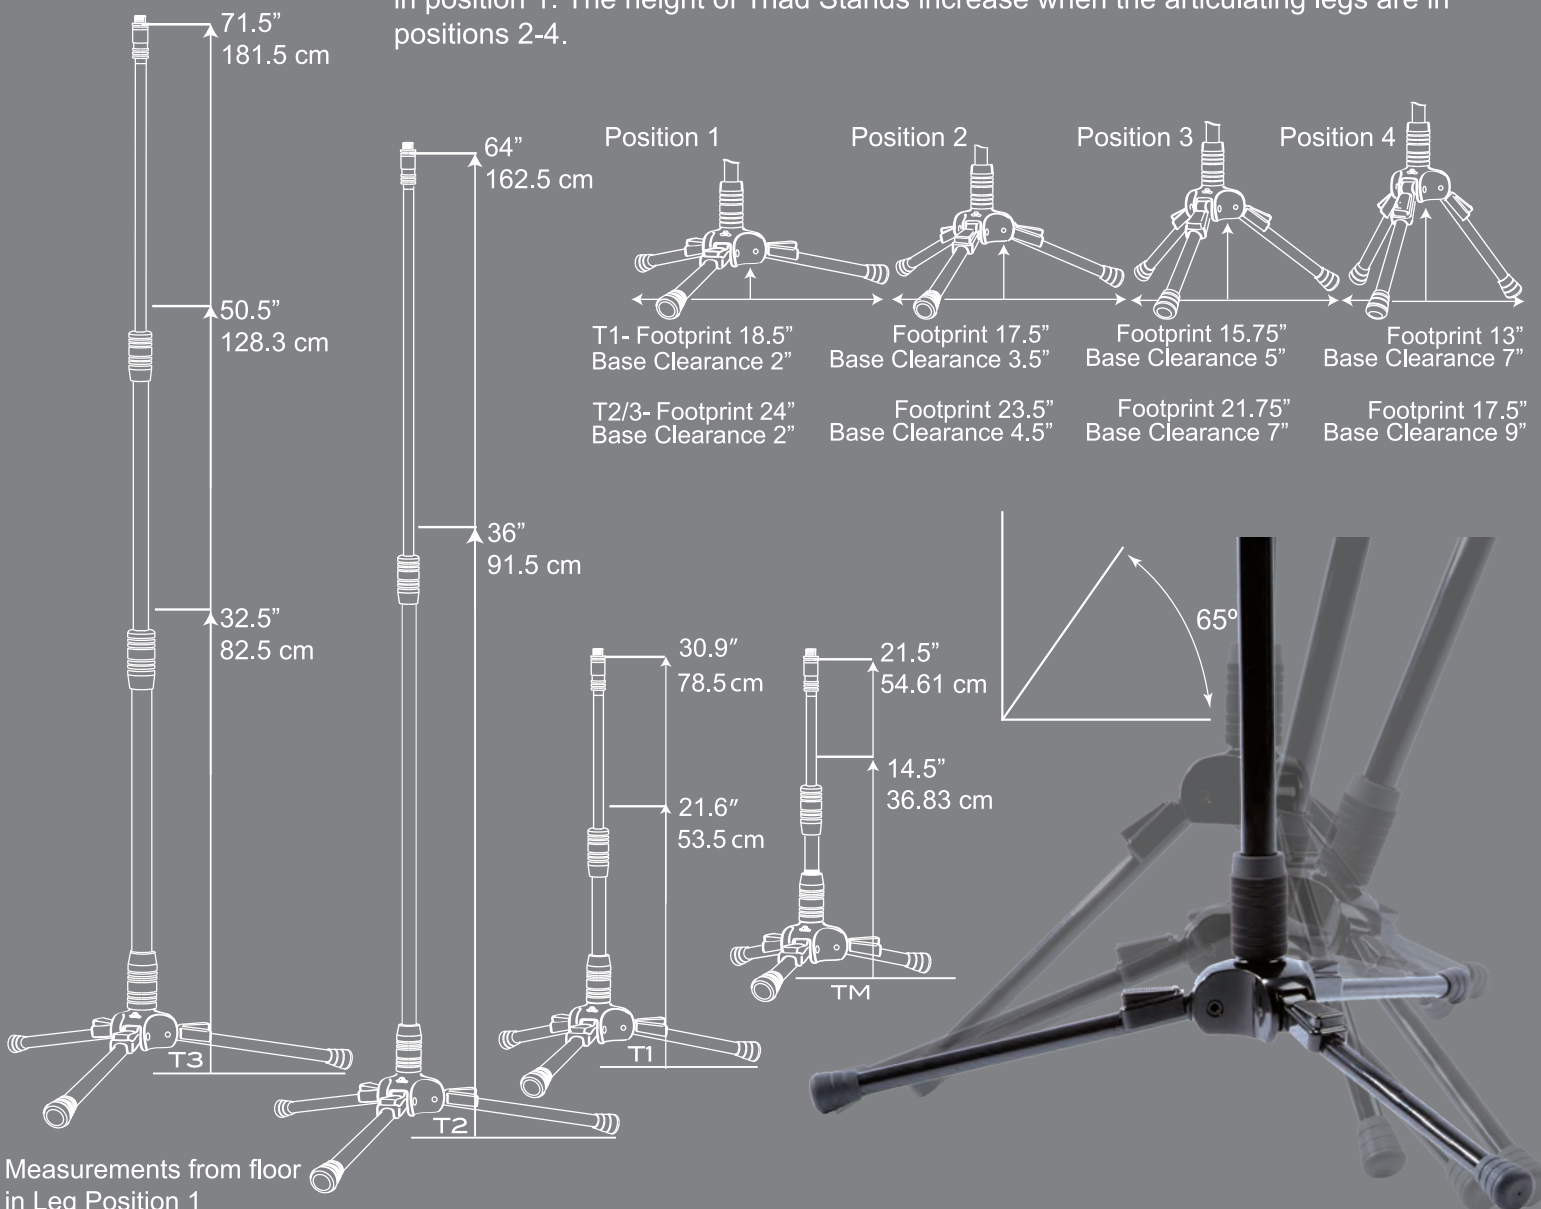 in position 1. The height of Triad Stands increase when the articulating legs are in
positions 2-4.
71.5”
181.5 cm
50.5”
128.3 cm
32.5”
82.5 cm
T3
64”
162.5 cm
36”
91.5 cm
T2
Position 1
Position 2
Position 3
Position 4
T1- Footprint 18.5”
Base Clearance 2”
Footprint 17.5”
Base Clearance 3.5”
Footprint 15.75”
Base Clearance 5”
Footprint 13”
Base Clearance 7”
T2/3- Footprint 24”
Base Clearance 2”
Footprint 23.5”
Base Clearance 4.5”
Footprint 21.75”
Base Clearance 7”
Footprint 17.5”
Base Clearance 9”
30.9”
78.5 cm
21.6”
53.5 cm
T1
21.5”
54.61 cm
14.5”
36.83 cm
TM
65º
Measurements from floor
in Leg Position 1